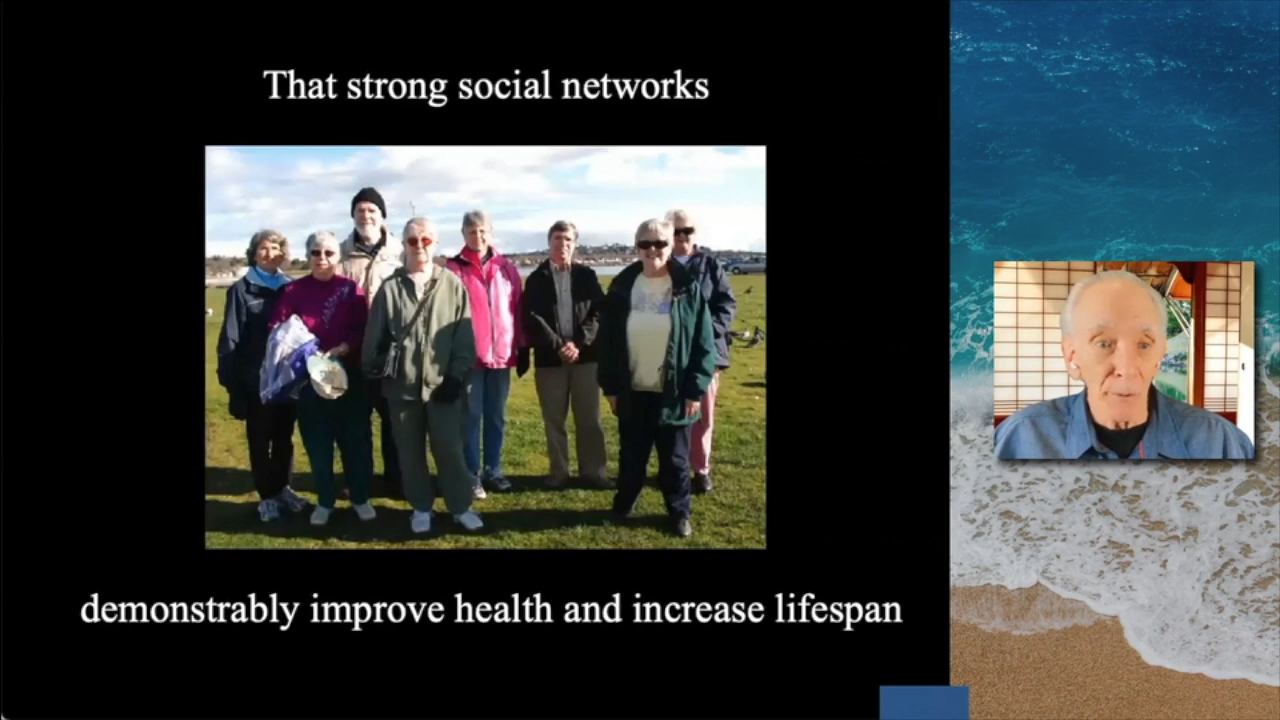 That strong social networks
demonstrably improve health and increase lifespan